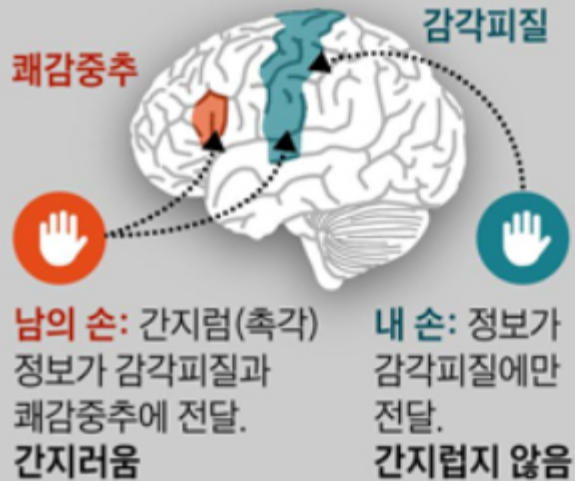 감각피질
쾌감중추
남의 손: 간지럼(촉각)
정보가 감각피질과
쾌감중추에 전달.
간지러움
내 손: 정보가
감각피질에만
전달.
간지럽지 않음